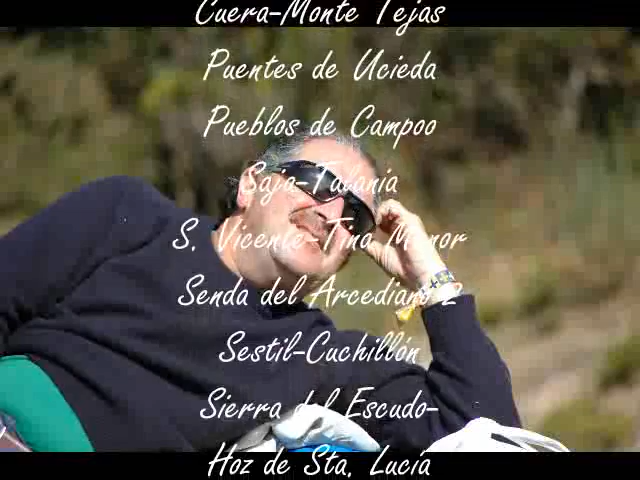 Cuera-Monte Tejas
Puentes de Ucieda
Pueblos de Campoo
Saja-Tudanía
S. Vicente-Tina Menor
Senda del Arcediano 2
Sestil-Cuchillón
Sierra del Escudo-
Hoz de Sta. Lucía